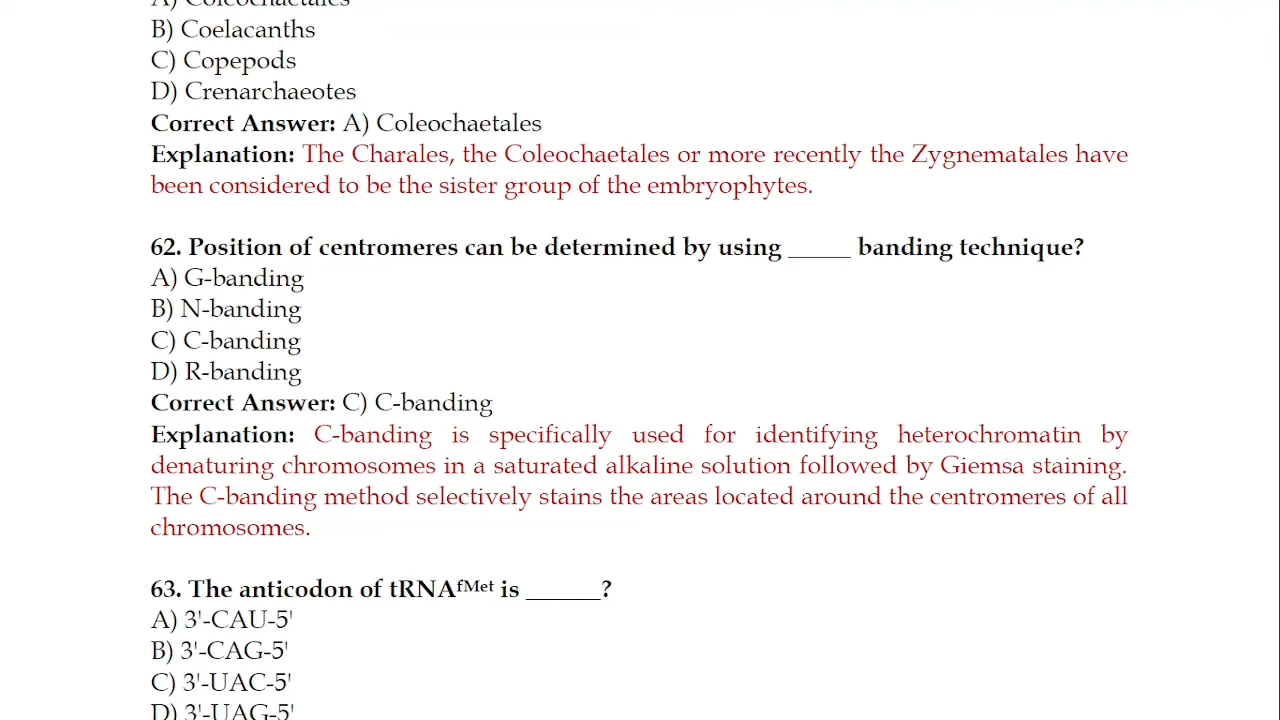 A) Coleochaetales
B) Coelacanths
C) Copepods
D) Crenarchaeotes
Correct Answer: A) Coleochaetales
Explanation: The Charales, the Coleochaetales or more recently the Zygnematales have
been considered to be the sister group of the embryophytes.
62. Position of centromeres can be determined by using _____ banding technique?
A) G-banding
B) N-banding
C) C-banding
D) R-banding
Correct Answer: C) C-banding
Explanation: C-banding is specifically used for identifying heterochromatin by
denaturing chromosomes in a saturated alkaline solution followed by Giemsa staining.
The C-banding method selectively stains the areas located around the centromeres of all
chromosomes.
63. The anticodon of tRNAᶠᴹᵉᵗ is ______?
A) 3'-CAU-5'
B) 3'-CAG-5'
C) 3'-UAC-5'
D) 3'-UAG-5'